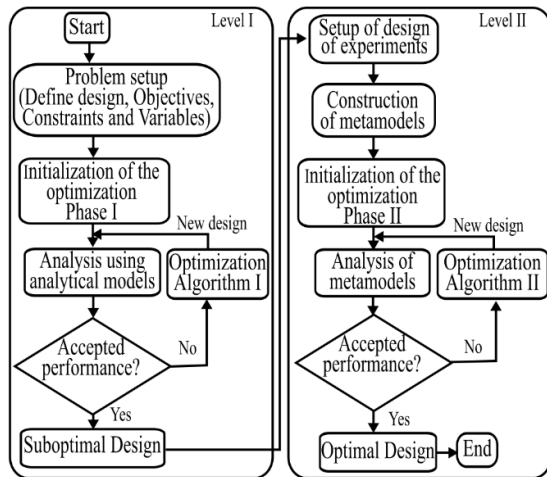 Level I
Start
Problem setup
(Define design, Objectives,
Constraints and Variables)
Initialization of the
optimization
Phase I
New design
Analysis using
analytical models
Optimization
Algorithm I
Accepted
performance?
No
Yes
Suboptimal Design
Level II
Setup of design
of experiments
Construction
of metamodels
Initialization of the
optimization
Phase II
New design
Analysis of
metamodels
Optimization
Algorithm II
Accepted
performance?
No
Yes
Optimal Design
End